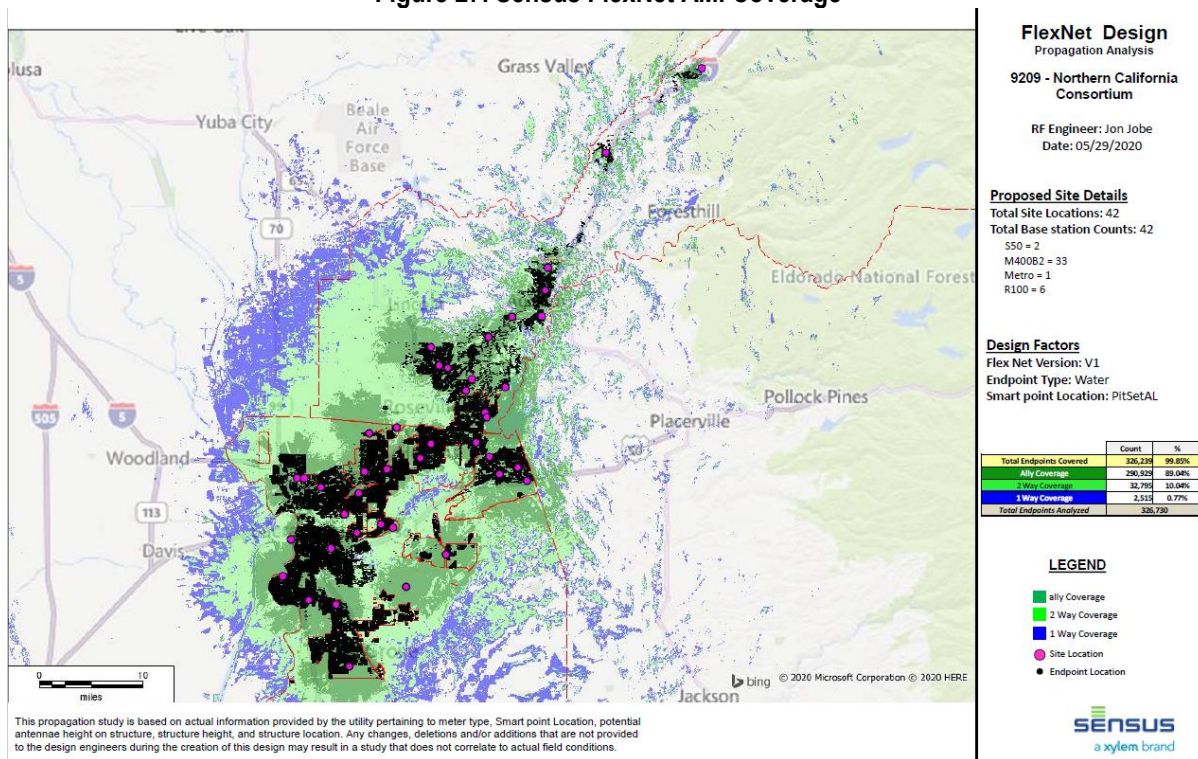 Figure 2.1 Sensus FlexNet AMI Coverage
Grass Valley
Yuba City
Beale
Air
Force
Base
70
Foresthill
5
Eldorado National Forest
Pollock Pines
Placerville
505
5
Woodland
113
Davis
0 10
miles
bing © 2020 Microsoft Corporation © 2020 HERE
Jackson
This propagation study is based on actual information provided by the utility pertaining to meter type, Smart point Location, potential
antennae height on structure, structure height, and structure location. Any changes, deletions and/or additions that are not provided
to the design engineers during the creation of this design may result in a study that does not correlate to actual field conditions.
FlexNet Design
Propagation Analysis
9209 - Northern California
Consortium
RF Engineer: Jon Jobe
Date: 05/29/2020
Proposed Site Details
Total Site Locations: 42
Total Base station Counts: 42
S50 = 2
M400B2 = 33
Metro = 1
R100 = 6
Design Factors
Flex Net Version: V1
Endpoint Type: Water
Smart point Location: PitSetAL
Count %
Total Endpoints Covered 326,239 99.85%
Ally Coverage 290,929 89.04%
2 Way Coverage 32,795 10.04%
1 Way Coverage 2,515 0.77%
Total Endpoints Analyzed 326,730
LEGEND
ally Coverage
2 Way Coverage
1 Way Coverage
Site Location
Endpoint Location
SENSUS
a xylem brand